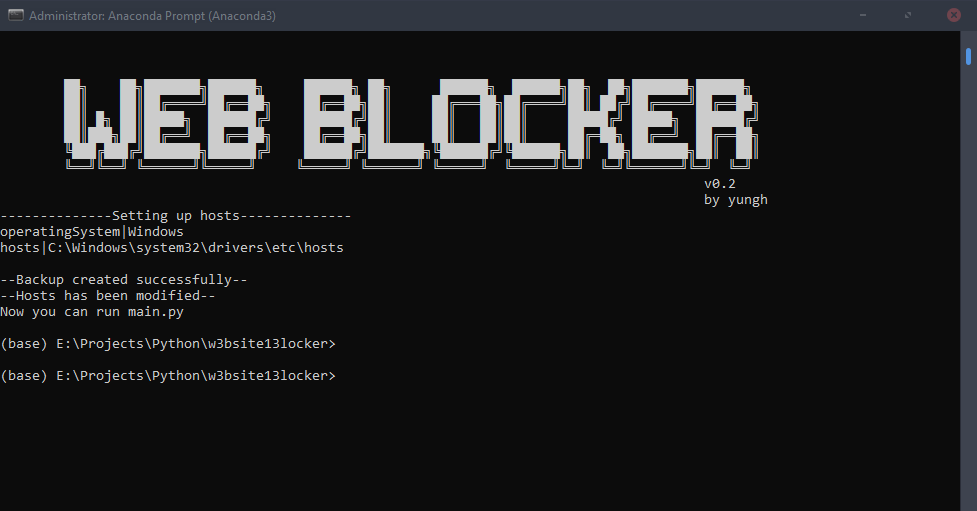 Administrator: Anaconda Prompt (Anaconda3)
WEB BLOCKER
v0.2
by yungh
--------------Setting up hosts--------------
operatingSystem|Windows
hosts|C:\Windows\system32\drivers\etc\hosts
--Backup created successfully--
--Hosts has been modified--
Now you can run main.py
(base) E:\Projects\Python\w3bsite13locker>
(base) E:\Projects\Python\w3bsite13locker>